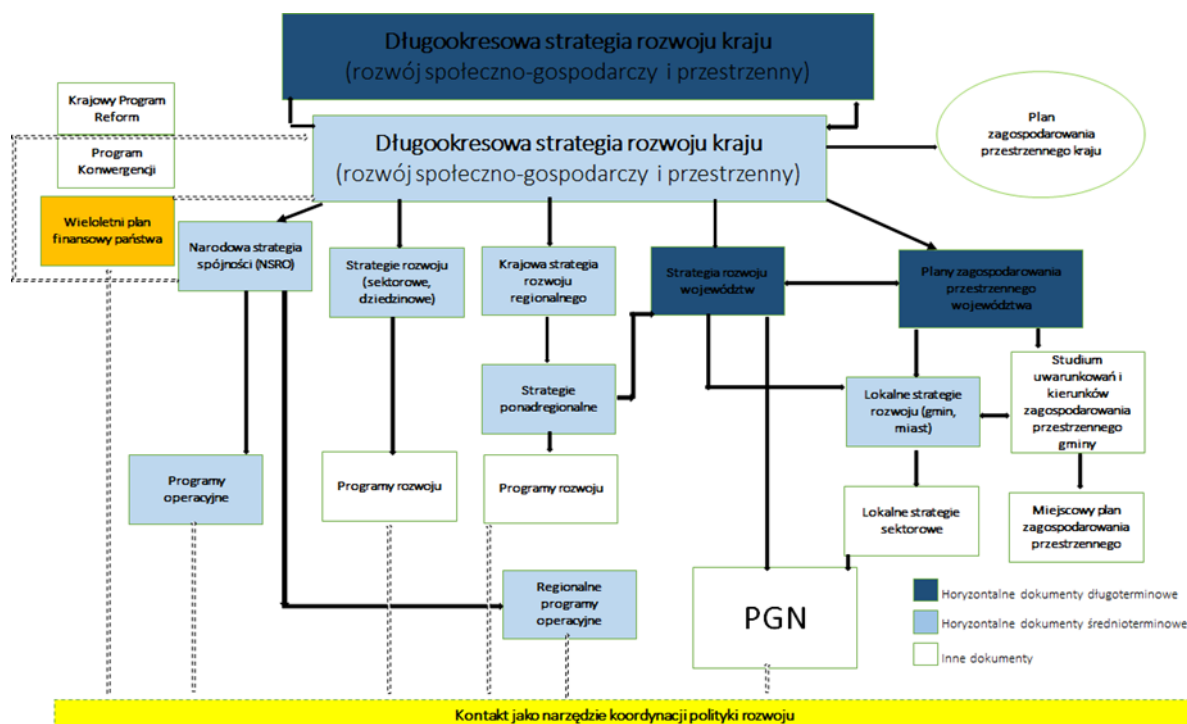 Długookresowa strategia rozwoju kraju
(rozwój społeczno-gospodarczy i przestrzenny)
Krajowy Program
Reform
Program
Konwergencji
Długookresowa strategia rozwoju kraju
(rozwój społeczno-gospodarczy i przestrzenny)
Plan
zagospodarowania
przestrzennego kraju
Wieloletni plan
finansowy państwa
Narodowa strategia
spójności (NSRO)
Strategie rozwoju
(sektorowe,
dziedzinowe)
Krajowa strategia
rozwoju
regionalnego
Strategia rozwoju
województw
Plany zagospodarowania
przestrzennego
województwa
Strategie
ponadregionalne
Lokalne strategie
rozwoju (gmin,
miast)
Studium
uwarunkowań i
kierunków
zagospodarowania
przestrzennego
gminy
Programy
operacyjne
Programy rozwoju
Programy rozwoju
Lokalne strategie
sektorowe
Miejscowy plan
zagospodarowania
przestrzennego
Regionalne
programy
operacyjne
PGN
Horyzontalne dokumenty długoterminowe
Horyzontalne dokumenty średnioterminowe
Inne dokumenty
Kontakt jako narzędzie koordynacji polityki rozwoju